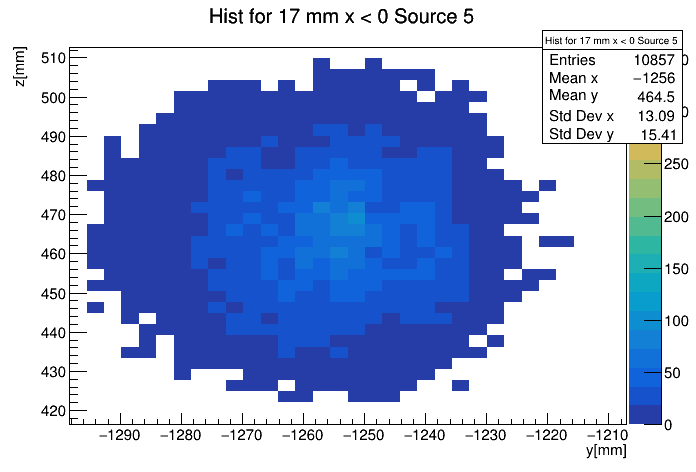 Hist for 17 mm x < 0 Source 5
z[mm]
510
500
490
480
470
460
450
440
430
420
−1290 −1280 −1270 −1260 −1250 −1240 −1230 −1220 −1210
y[mm]
Hist for 17 mm x < 0 Source 5
Entries 10857
Mean x −1256
Mean y 464.5
Std Dev x 13.09
Std Dev y 15.41
250
200
150
100
50
0